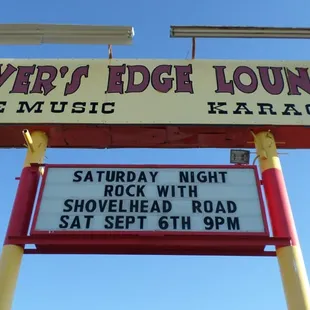 VER'S EDGE LOUN
E MUSIC KARAO
SATURDAY NIGHT
ROCK WITH
SHOVELHEAD ROAD
SAT SEPT 6TH 9PM